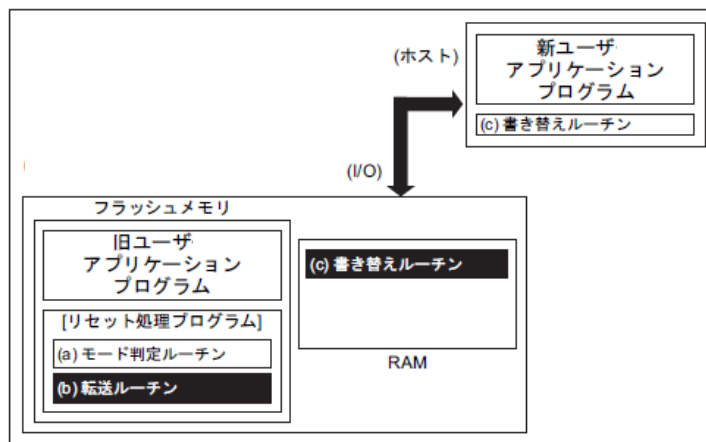 (ホスト)
新ユーザ
アプリケーション
プログラム
(c) 書き替えルーチン
(I/O)
フラッシュメモリ
旧ユーザ
アプリケーション
プログラム
[リセット処理プログラム]
(a) モード判定ルーチン
(b) 転送ルーチン
(c) 書き替えルーチン
RAM